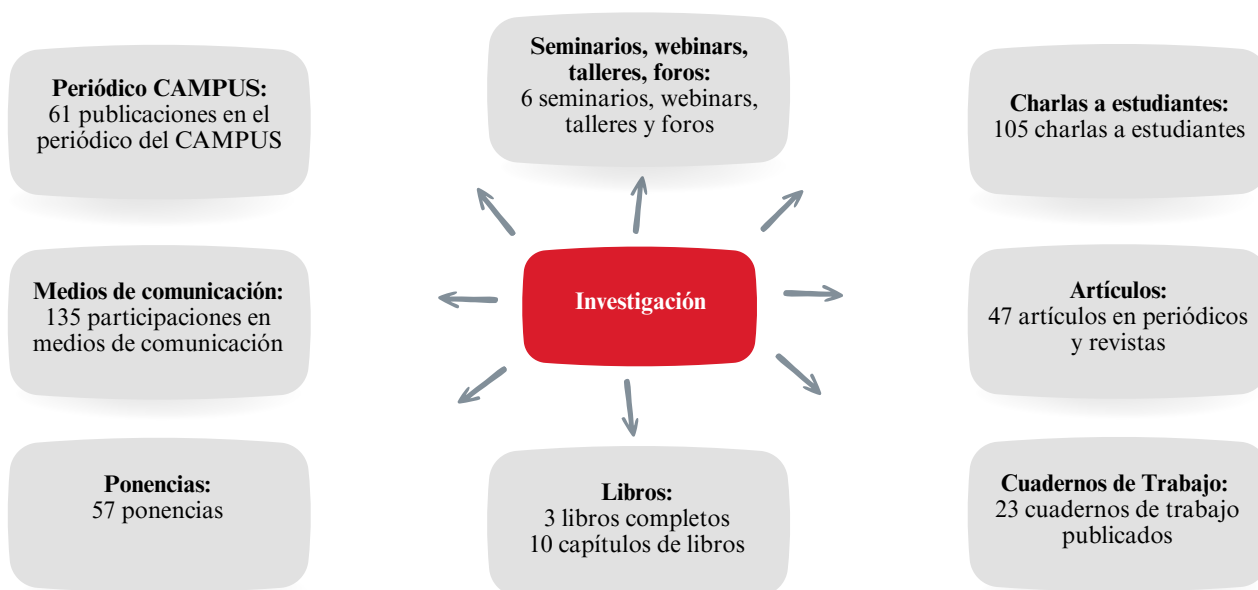 Periódico CAMPUS:
61 publicaciones en el
periódico del CAMPUS
Seminarios, webinars,
talleres, foros:
6 seminarios, webinars,
talleres y foros
Charlas a estudiantes:
105 charlas a estudiantes
Medios de comunicación:
135 participaciones en
medios de comunicación
Investigación
Artículos:
47 artículos en periódicos
y revistas
Ponencias:
57 ponencias
Libros:
3 libros completos
10 capítulos de libros
Cuadernos de Trabajo:
23 cuadernos de trabajo
publicados